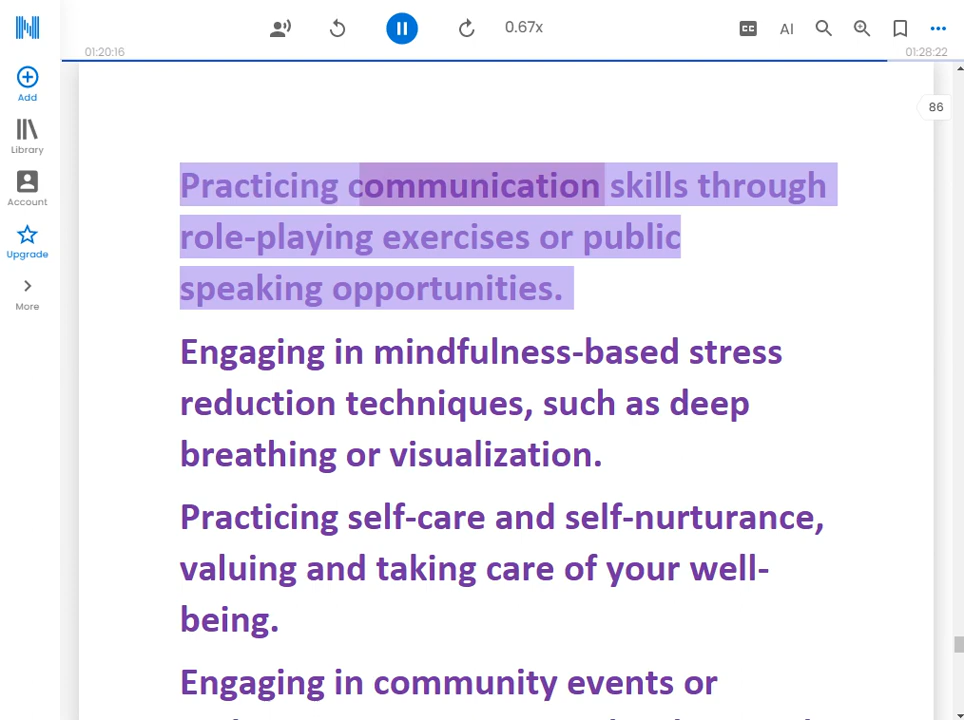 0.67x
CC
AI
01:20:16
01:28:22
Add
Library
Account
Upgrade
More
86
Practicing communication skills through
role-playing exercises or public
speaking opportunities.
Engaging in mindfulness-based stress
reduction techniques, such as deep
breathing or visualization.
Practicing self-care and self-nurturance,
valuing and taking care of your well-
being.
Engaging in community events or